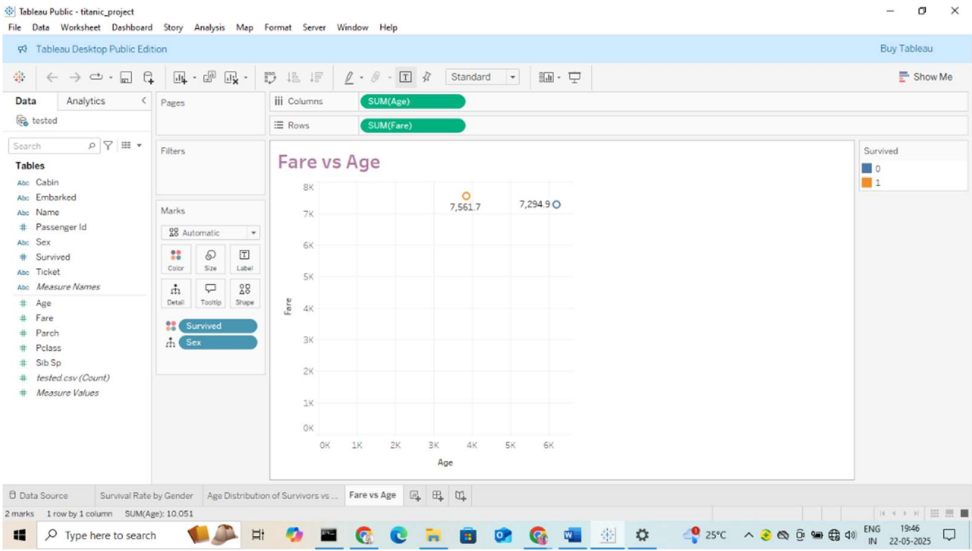 Tableau Public - titanic_project
File Data Worksheet Dashboard Story Analysis Map Format Server Window Help
Tableau Desktop Public Edition
Buy Tableau
Standard
Show Me
Data Analytics
Pages
Columns
SUM(Age)
tested
Rows
SUM(Fare)
Search
Filters
Fare vs Age
Survived
0
1
Tables
Abc Cabin
Abc Embarked
Abc Name
# Passenger Id
Abc Sex
# Survived
Abc Ticket
Abc Measure Names
# Age
# Fare
# Parch
# Pclass
# Sib Sp
# tested.csv (Count)
# Measure Values
Marks
Automatic
Color Size Label
Detail Tooltip Shape
Survived
Sex
8K
7K
6K
5K
4K
3K
2K
1K
0K
Fare
7,561.7
7,294.9
0K 1K 2K 3K 4K 5K 6K
Age
Data Source Survival Rate by Gender Age Distribution of Survivors vs ... Fare vs Age
2 marks 1 row by 1 column SUM(Age): 10,051
Type here to search
25°C
ENG
IN
19:46
22-05-2025